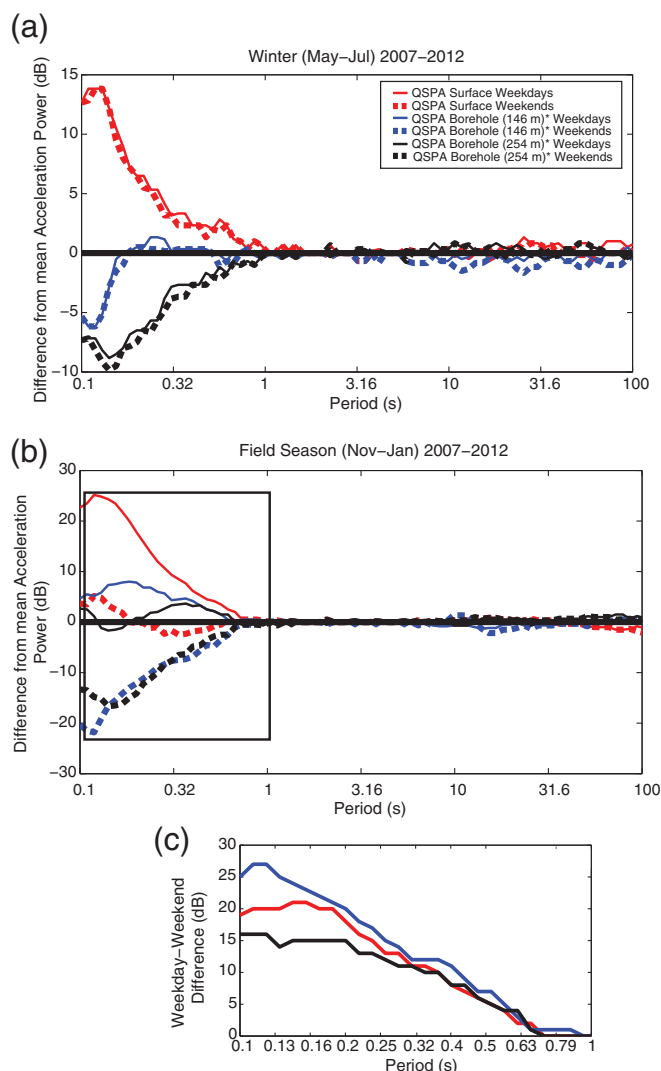 (a)
Winter (May–Jul) 2007–2012
Difference from mean Acceleration Power (dB)
15
10
5
0
−5
−10
QSPA Surface Weekdays
QSPA Surface Weekends
QSPA Borehole (146 m)* Weekdays
QSPA Borehole (146 m)* Weekends
QSPA Borehole (254 m)* Weekdays
QSPA Borehole (254 m)* Weekends
0.1 0.32 1 3.16 10 31.6 100
Period (s)
(b)
Field Season (Nov–Jan) 2007–2012
Difference from mean Acceleration
Power (dB)
30
20
10
0
−10
−20
−30
0.1 0.32 1 3.16 10 31.6 100
Period (s)
(c)
Weekday–Weekend
Difference (dB)
30
25
20
15
10
5
0
0.1 0.13 0.16 0.2 0.25 0.32 0.4 0.5 0.63 0.79 1
Period (s)